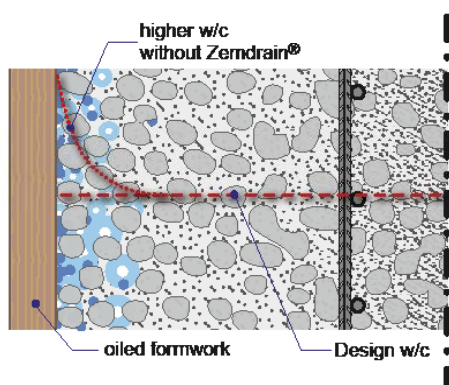 higher w/c
without Zemdrain®
oiled formwork
Design w/c